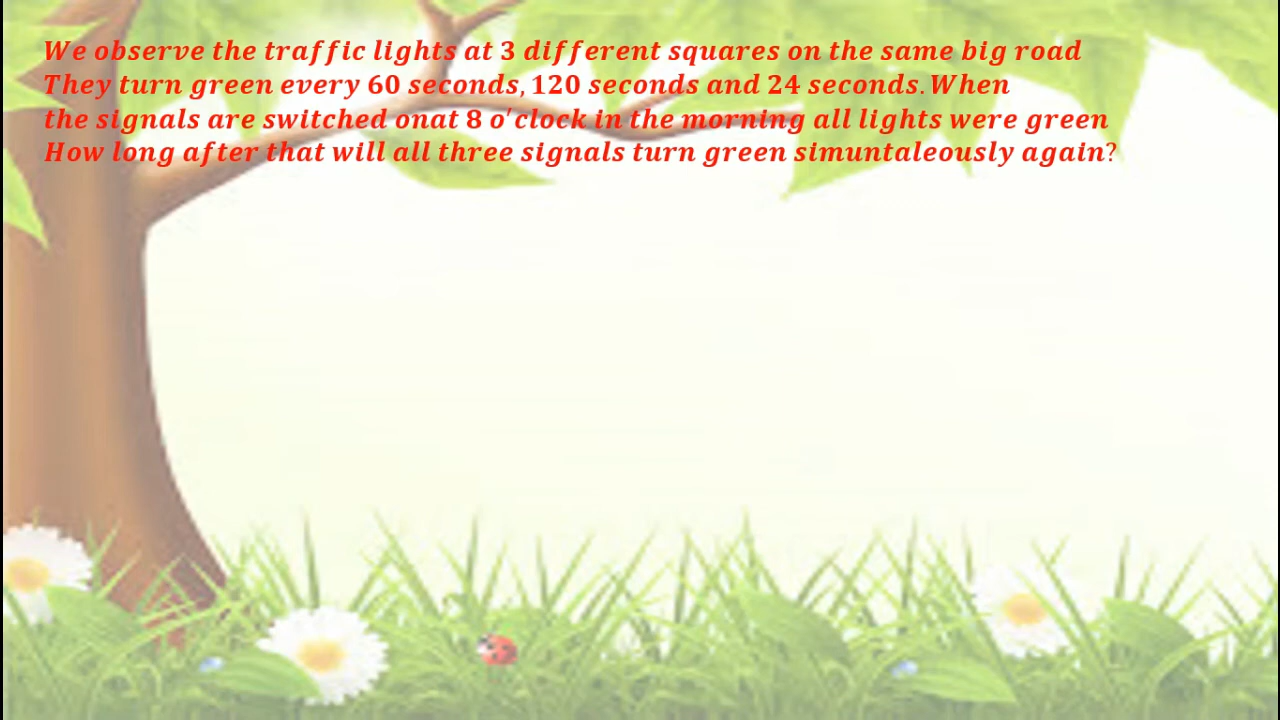 We observe the traffic lights at 3 different squares on the same big road
They turn green every 60 seconds, 120 seconds and 24 seconds. When
the signals are switched onat 8 o'clock in the morning all lights were green
How long after that will all three signals turn green simuntaleously again?